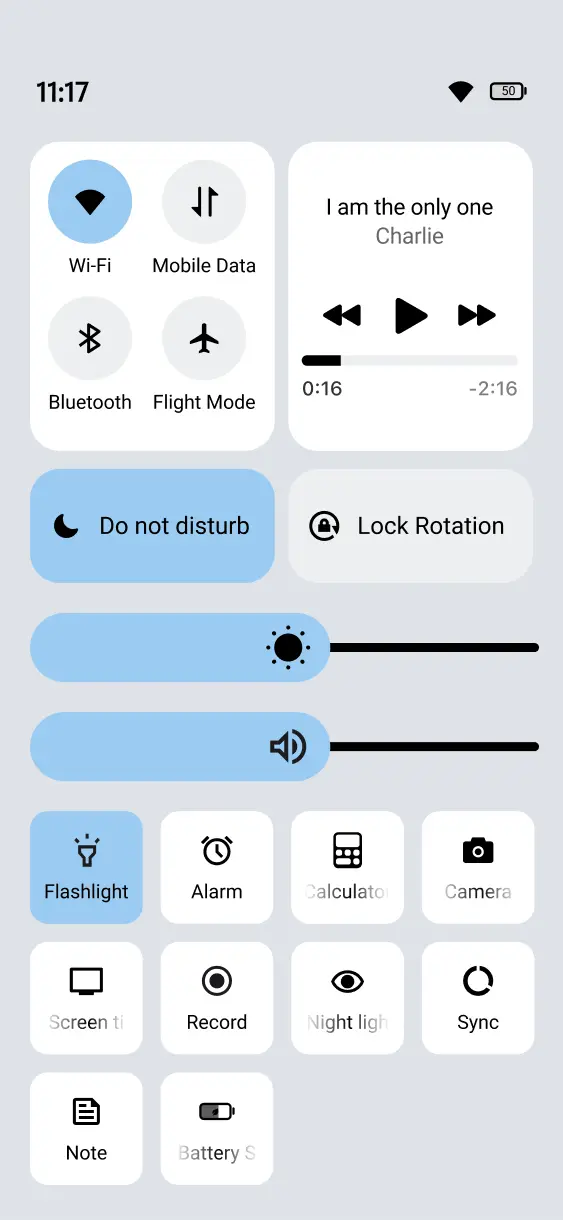 11:17
50
Wi-Fi
Mobile Data
Bluetooth
Flight Mode
I am the only one
Charlie
0:16
-2:16
Do not disturb
Lock Rotation
Flashlight
Alarm
Calculato
Camera
Screen ti
Record
Night ligh
Sync
Note
Battery S